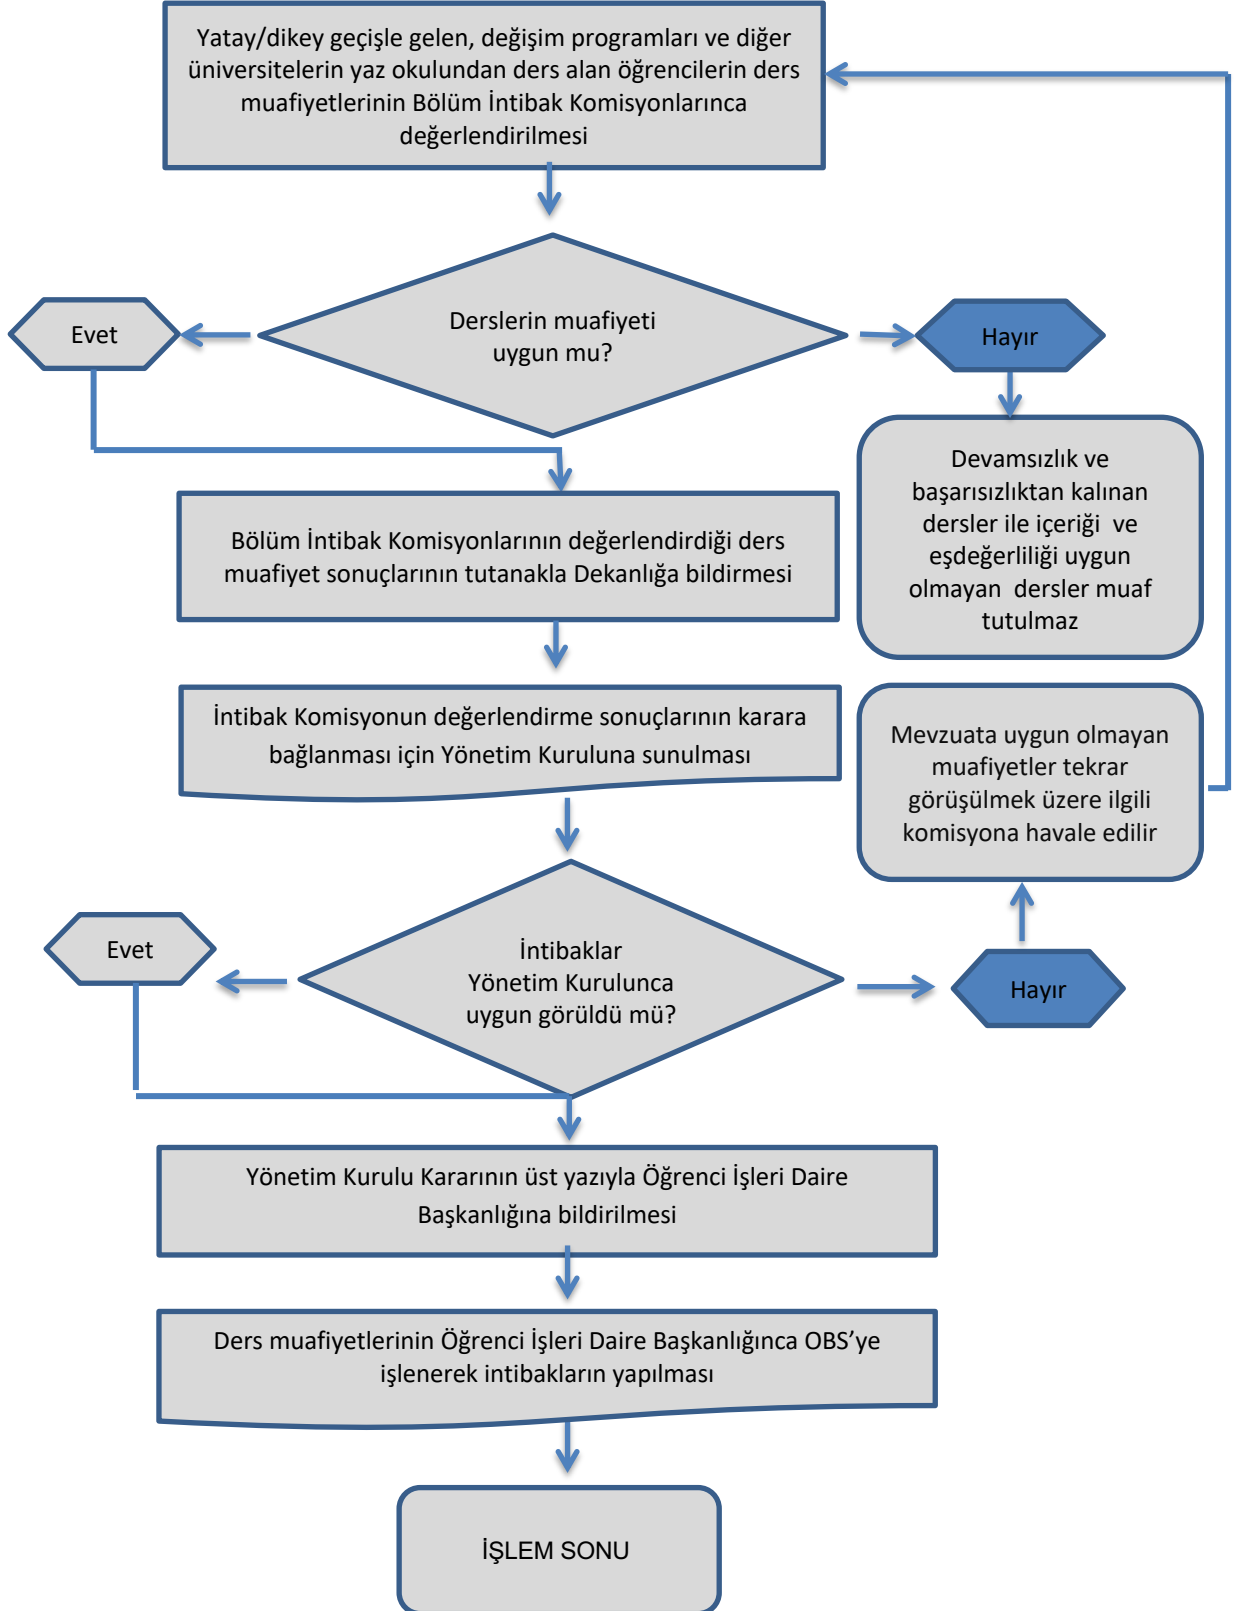 Yatay/dikey geçişle gelen, değişim programları ve diğer
üniversitelerin yaz okulundan ders alan öğrencilerin ders
muafiyetlerinin Bölüm İntibak Komisyonlarınca
değerlendirilmesi
Derslerin muafiyeti
uygun mu?
Evet
Hayır
Devamsızlık ve
başarısızlıktan kalınan
dersler ile içeriği ve
eşdeğerliliği uygun
olmayan dersler muaf
tutulmaz
Bölüm İntibak Komisyonlarının değerlendirdiği ders
muafiyet sonuçlarının tutanakla Dekanlığa bildirmesi
İntibak Komisyonun değerlendirme sonuçlarının karara
bağlanması için Yönetim Kuruluna sunulması
Mevzuata uygun olmayan
muafiyetler tekrar
görüşülmek üzere ilgili
komisyona havale edilir
Evet
İntibaklar
Yönetim Kurulunca
uygun görüldü mü?
Hayır
Yönetim Kurulu Kararının üst yazıyla Öğrenci İşleri Daire
Başkanlığına bildirilmesi
Ders muafiyetlerinin Öğrenci İşleri Daire Başkanlığınca OBS’ye
işlenerek intibakların yapılması
İŞLEM SONU